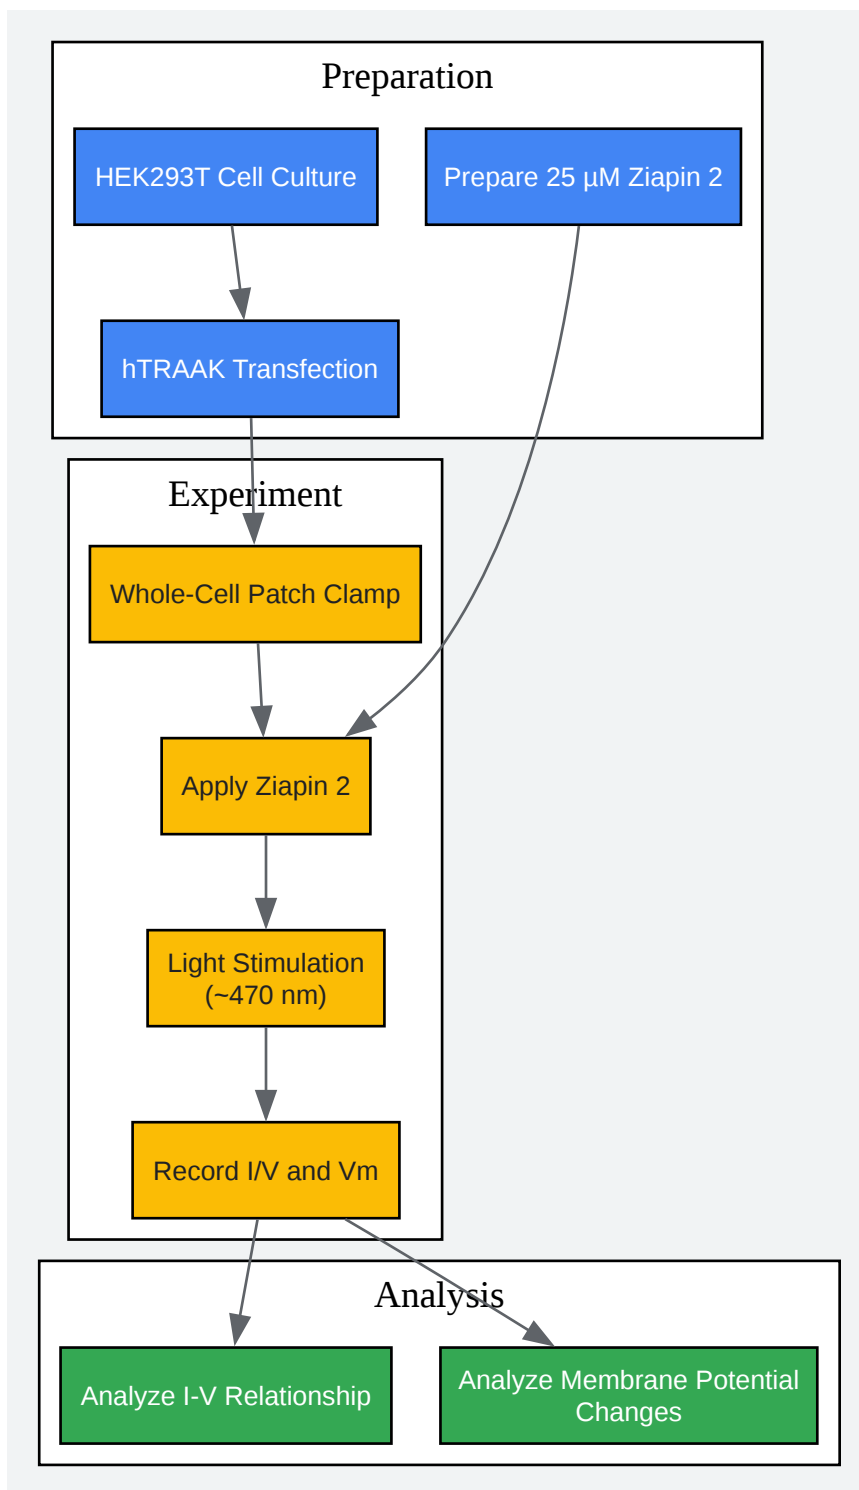 Preparation
HEK293T Cell Culture
Prepare 25 µM Ziapin 2
hTRAAK Transfection
Experiment
Whole-Cell Patch Clamp
Apply Ziapin 2
Light Stimulation
(~470 nm)
Record I/V and Vm
Analysis
Analyze I-V Relationship
Analyze Membrane Potential
Changes